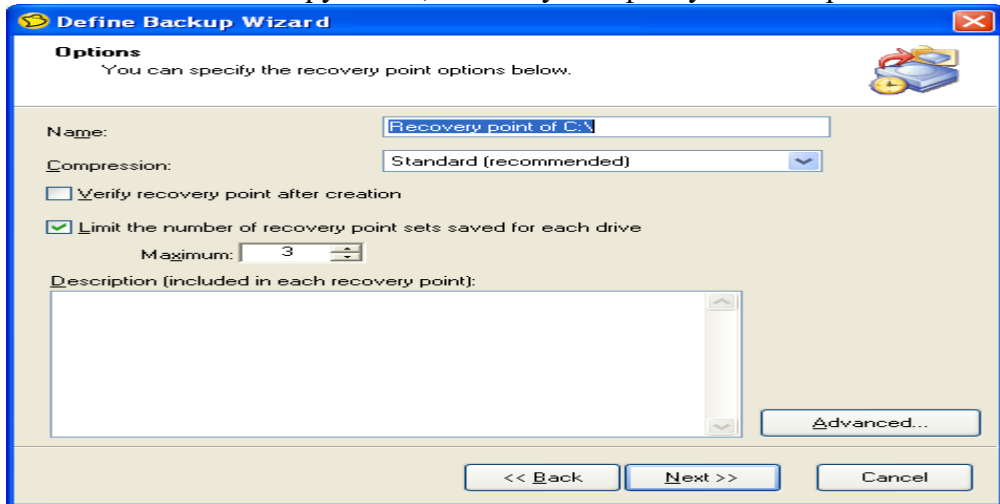 Define Backup Wizard
Options
You can specify the recovery point options below.
Name: Recovery point of C:\
Compression: Standard (recommended)
Verify recovery point after creation
Limit the number of recovery point sets saved for each drive
Maximum: 3
Description (included in each recovery point):
Advanced...
<< Back Next >> Cancel